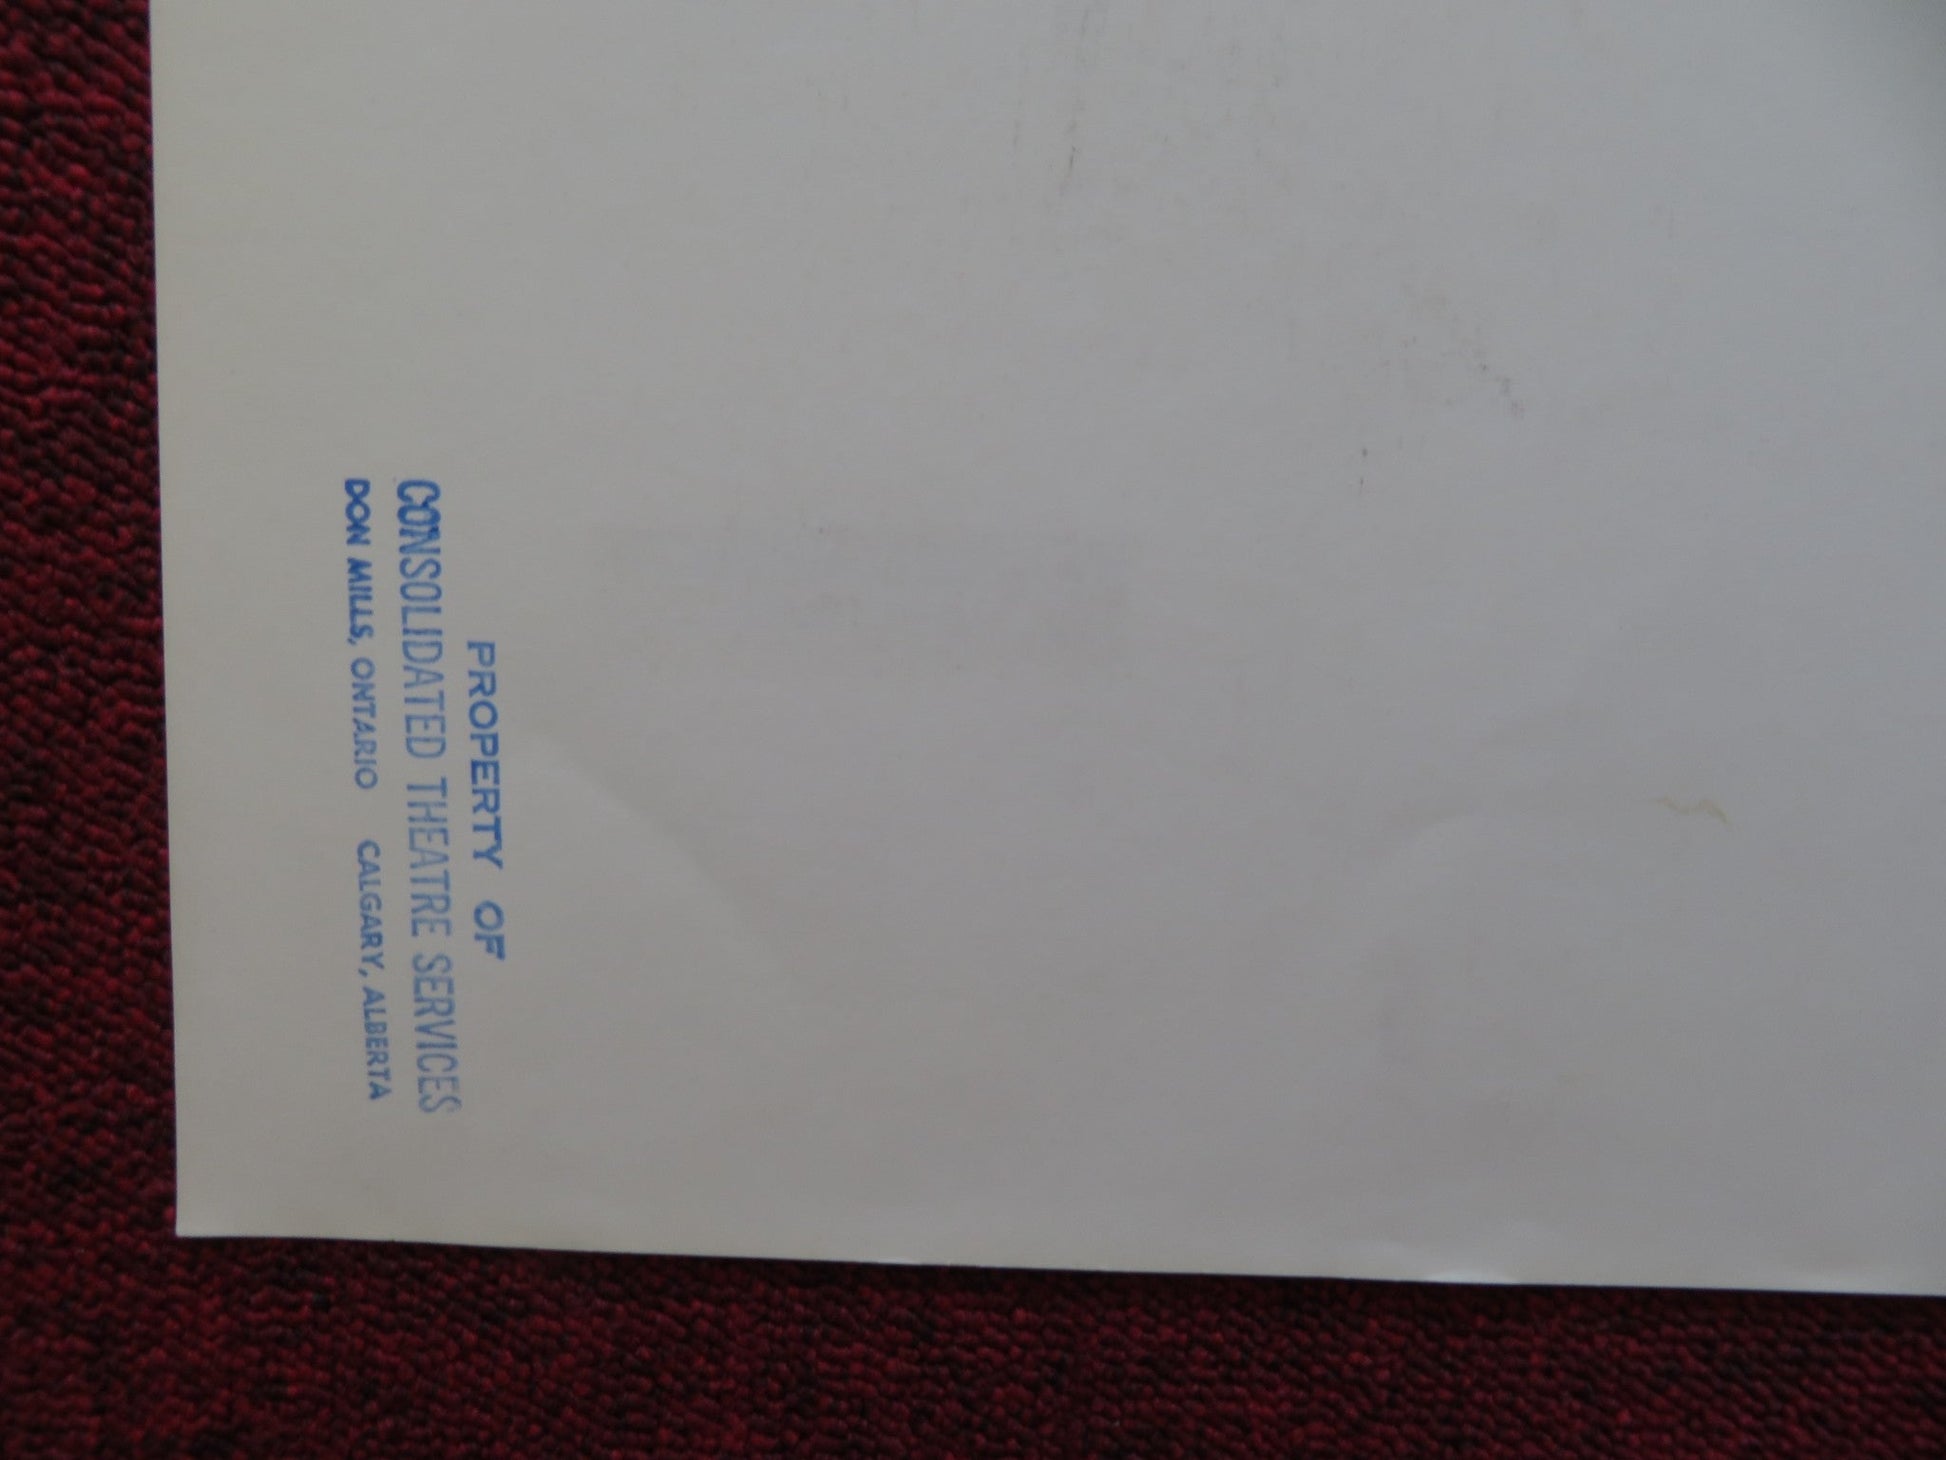 PROPERTY OF
CONSOLIDATED THEATRE SERVICES
DON MILLS, ONTARIO CALGARY, ALBERTA